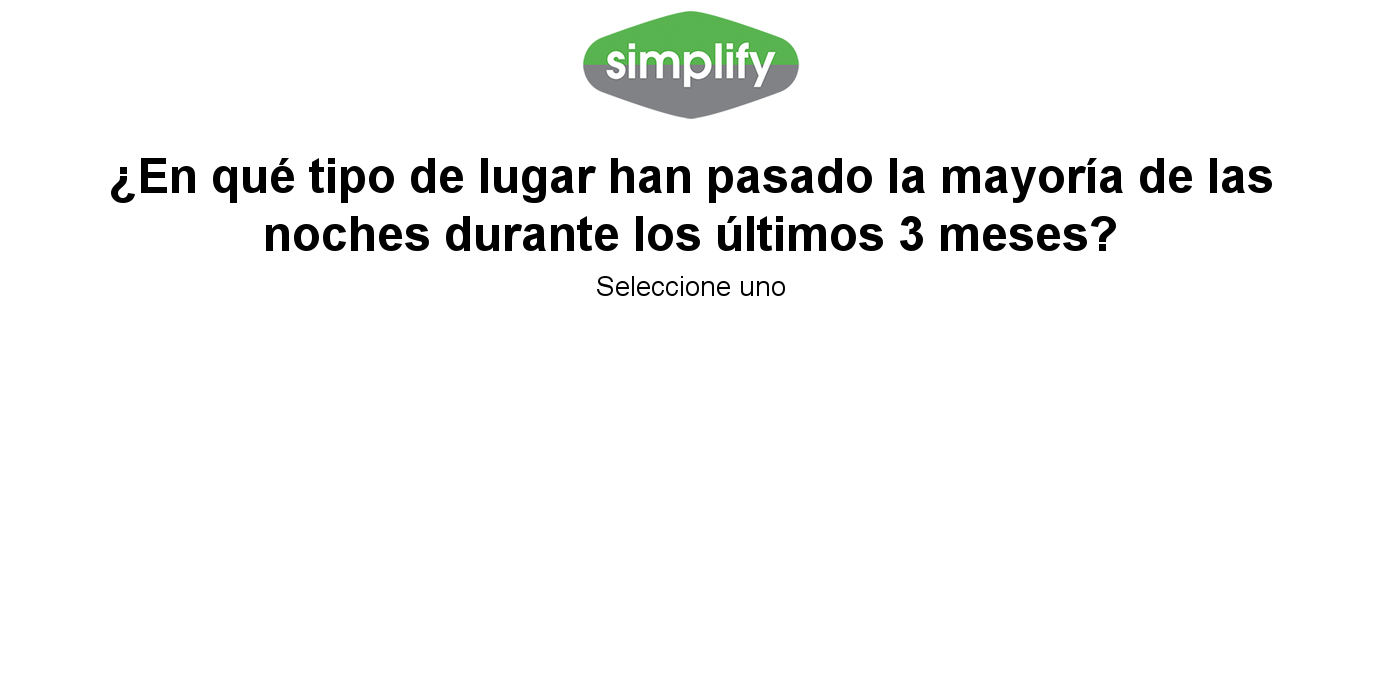 simplify
¿En qué tipo de lugar han pasado la mayoría de las
noches durante los últimos 3 meses?
Seleccione uno